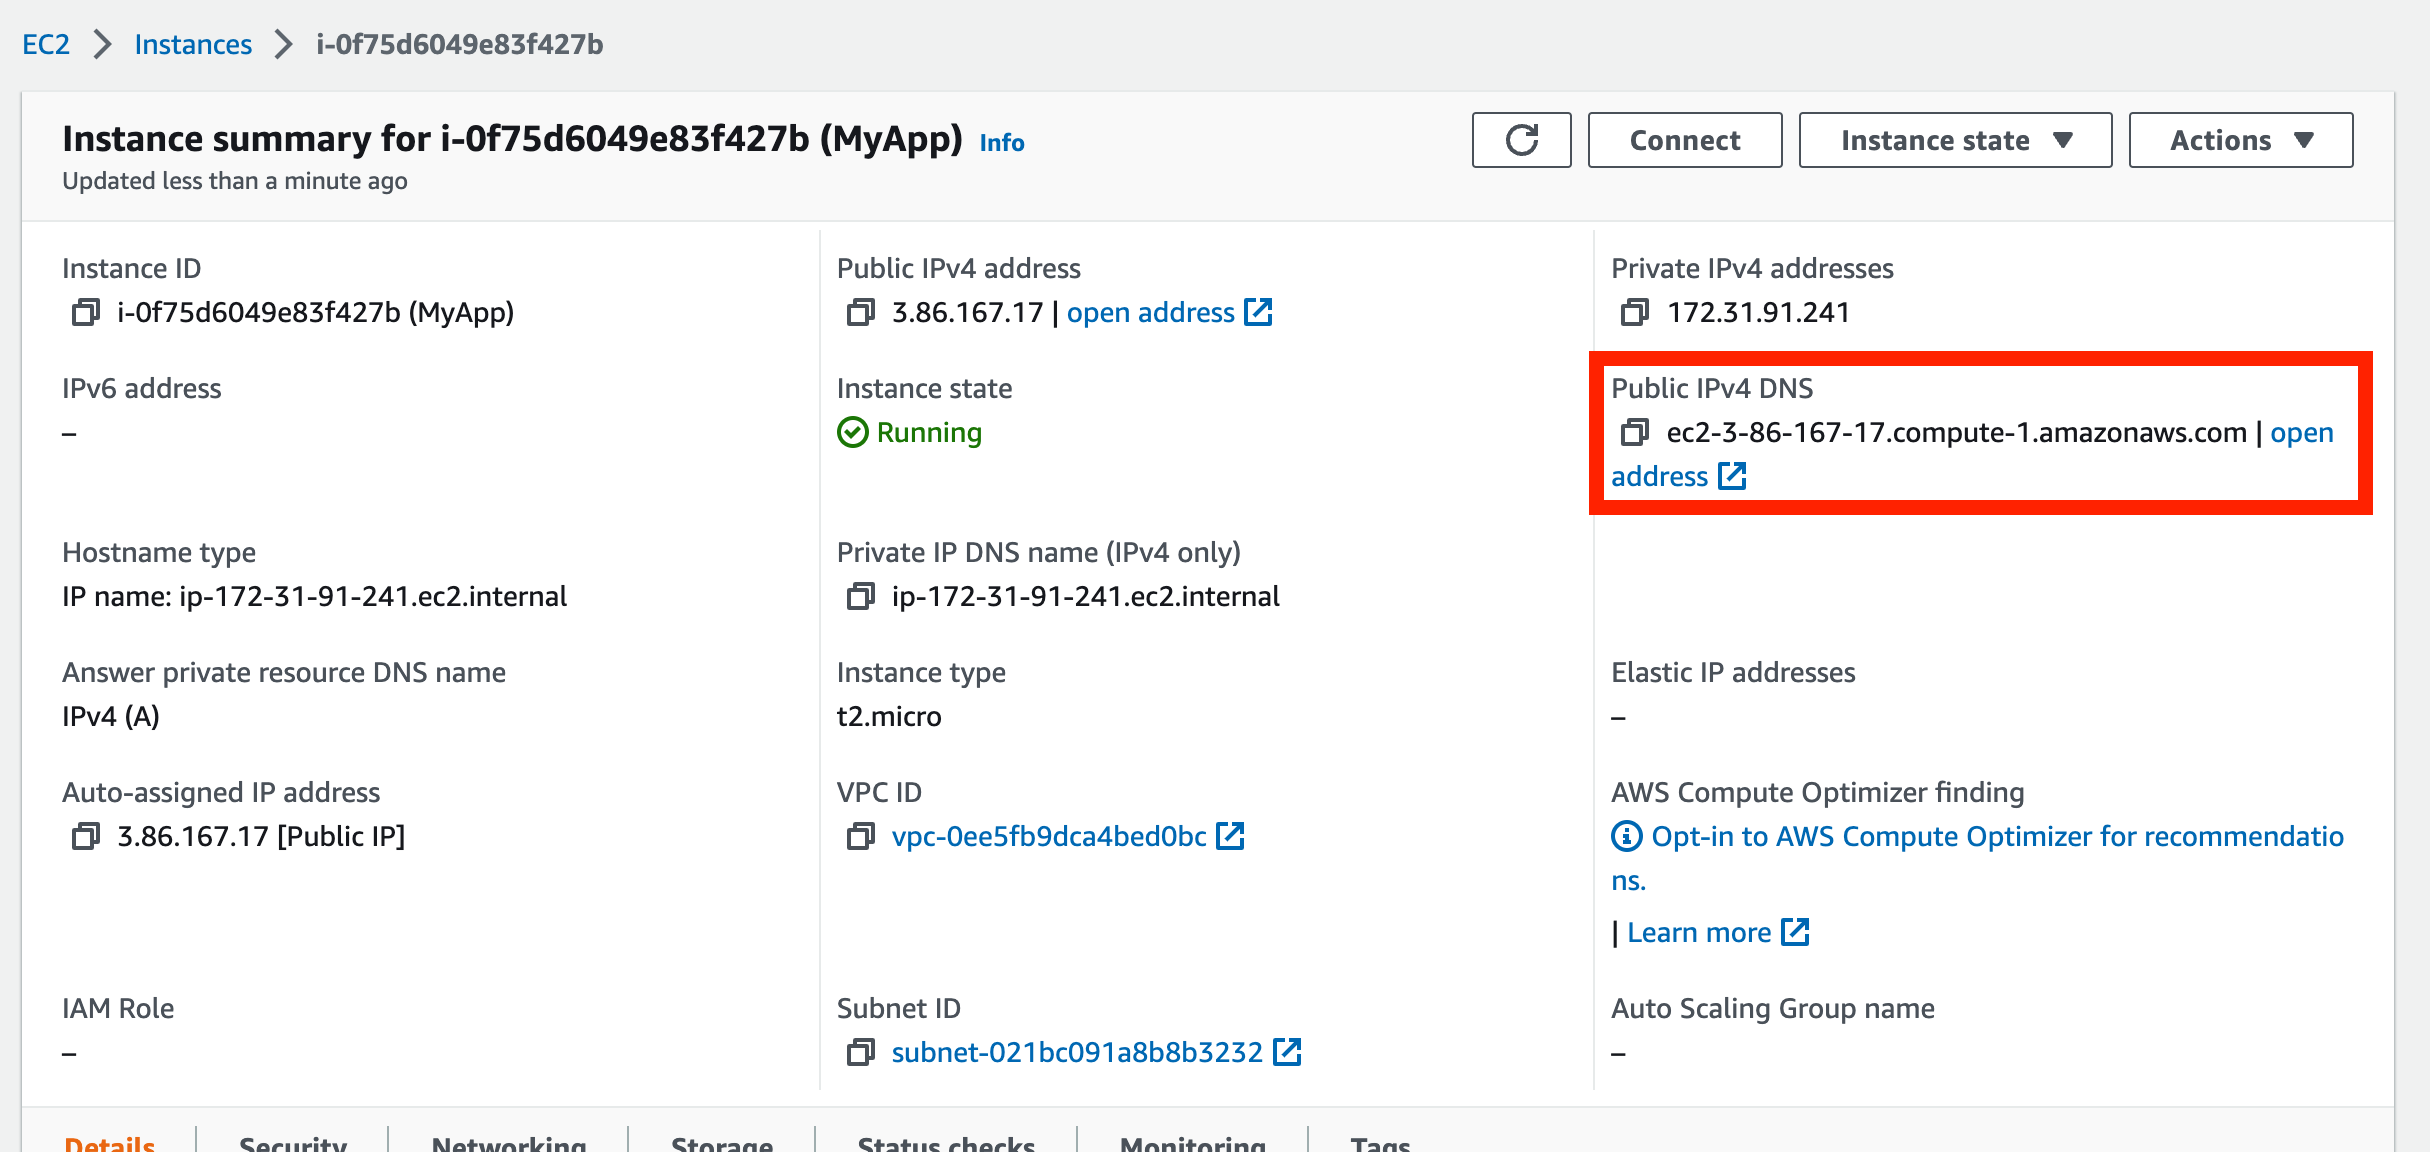 EC2 > Instances > i-0f75d6049e83f427b
Instance summary for i-0f75d6049e83f427b (MyApp) Info
Updated less than a minute ago
Connect
Instance state
Actions
Instance ID
i-0f75d6049e83f427b (MyApp)
Public IPv4 address
3.86.167.17 | open address
Private IPv4 addresses
172.31.91.241
IPv6 address
–
Instance state
Running
Public IPv4 DNS
ec2-3-86-167-17.compute-1.amazonaws.com | open
address
Hostname type
IP name: ip-172-31-91-241.ec2.internal
Private IP DNS name (IPv4 only)
ip-172-31-91-241.ec2.internal
Answer private resource DNS name
IPv4 (A)
Instance type
t2.micro
Elastic IP addresses
–
Auto-assigned IP address
3.86.167.17 [Public IP]
VPC ID
vpc-0ee5fb9dca4bed0bc
AWS Compute Optimizer finding
Opt-in to AWS Compute Optimizer for recommendatio
ns.
| Learn more
IAM Role
–
Subnet ID
subnet-021bc091a8b8b3232
Auto Scaling Group name
–
Details
Security
Networking
Storage
Status checks
Monitoring
Tags